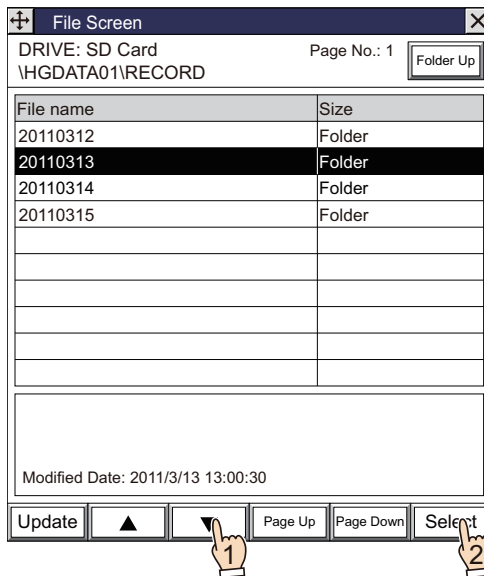 File Screen
DRIVE: SD Card Page No.: 1 Folder Up
\HGDATA01\RECORD
File name Size
20110312 Folder
20110313 Folder
20110314 Folder
20110315 Folder
Modified Date: 2011/3/13 13:00:30
Update ▲ ▼ Page Up Page Down Select
1 2